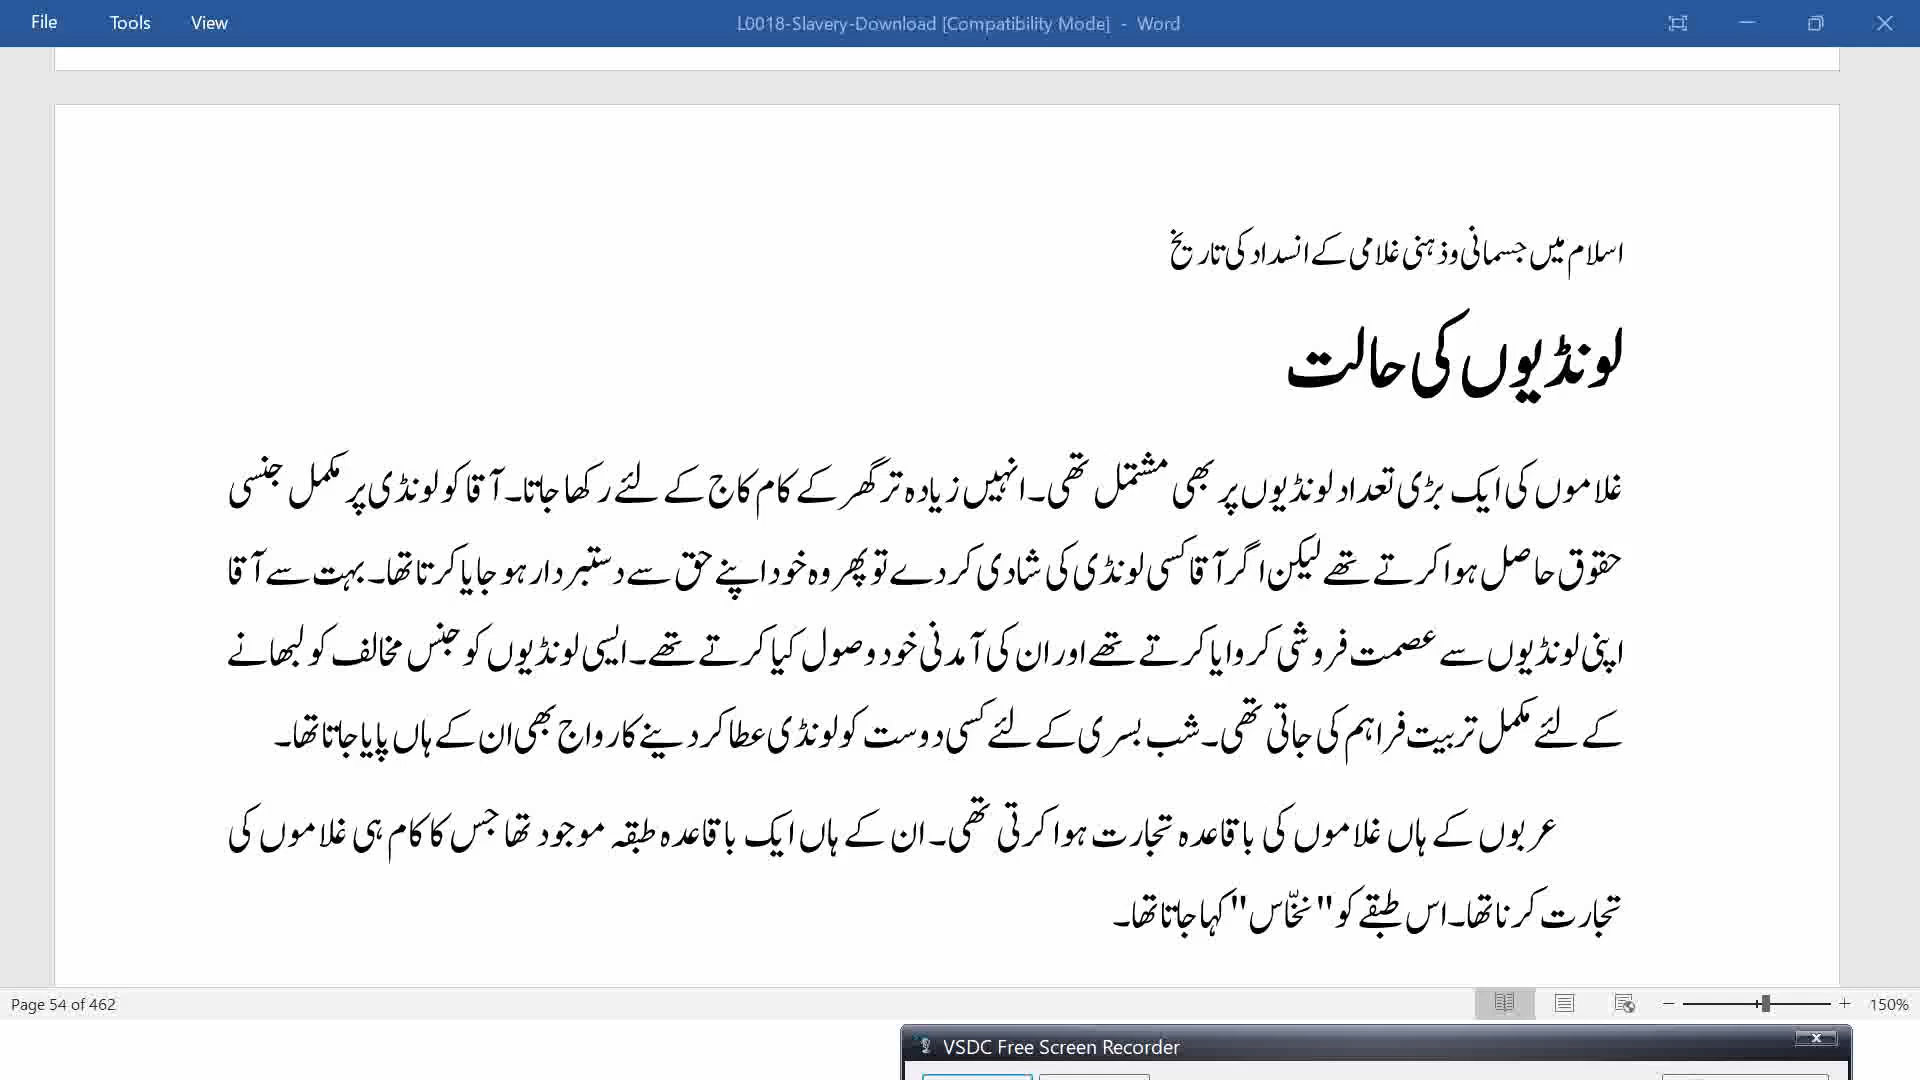 File Tools View L0018-Slavery-Download [Compatibility Mode] - Word
اسلام میں جسمانی و ذہنی غلامی کے انسداد کی تاریخ
لونڈیوں کی حالت
غلاموں کی ایک بڑی تعداد لونڈیوں پر بھی مشتمل تھی۔ انہیں زیادہ تر گھر کے کام کاج کے لئے رکھا جاتا۔ آقا کو لونڈی پر مکمل جنسی
حقوق حاصل ہوا کرتے تھے لیکن اگر آقا کسی لونڈی کی شادی کر دے تو پھر وہ خود اپنے حق سے دستبردار ہو جایا کرتا تھا۔ بہت سے آقا
اپنی لونڈیوں سے عصمت فروشی کروایا کرتے تھے اور ان کی آمدنی خود وصول کیا کرتے تھے۔ ایسی لونڈیوں کو جنس مخالف کو لبھانے
کے لئے مکمل تربیت فراہم کی جاتی تھی۔ شب بسری کے لئے کسی دوست کو لونڈی عطا کر دینے کا رواج بھی ان کے ہاں پایا جاتا تھا۔
عربوں کے ہاں غلاموں کی باقاعدہ تجارت ہوا کرتی تھی۔ ان کے ہاں ایک باقاعدہ طبقہ موجود تھا جس کا کام ہی غلاموں کی
تجارت کرنا تھا۔ اس طبقے کو "نخّاس" کہا جاتا تھا۔
Page 54 of 462 150%
VSDC Free Screen Recorder